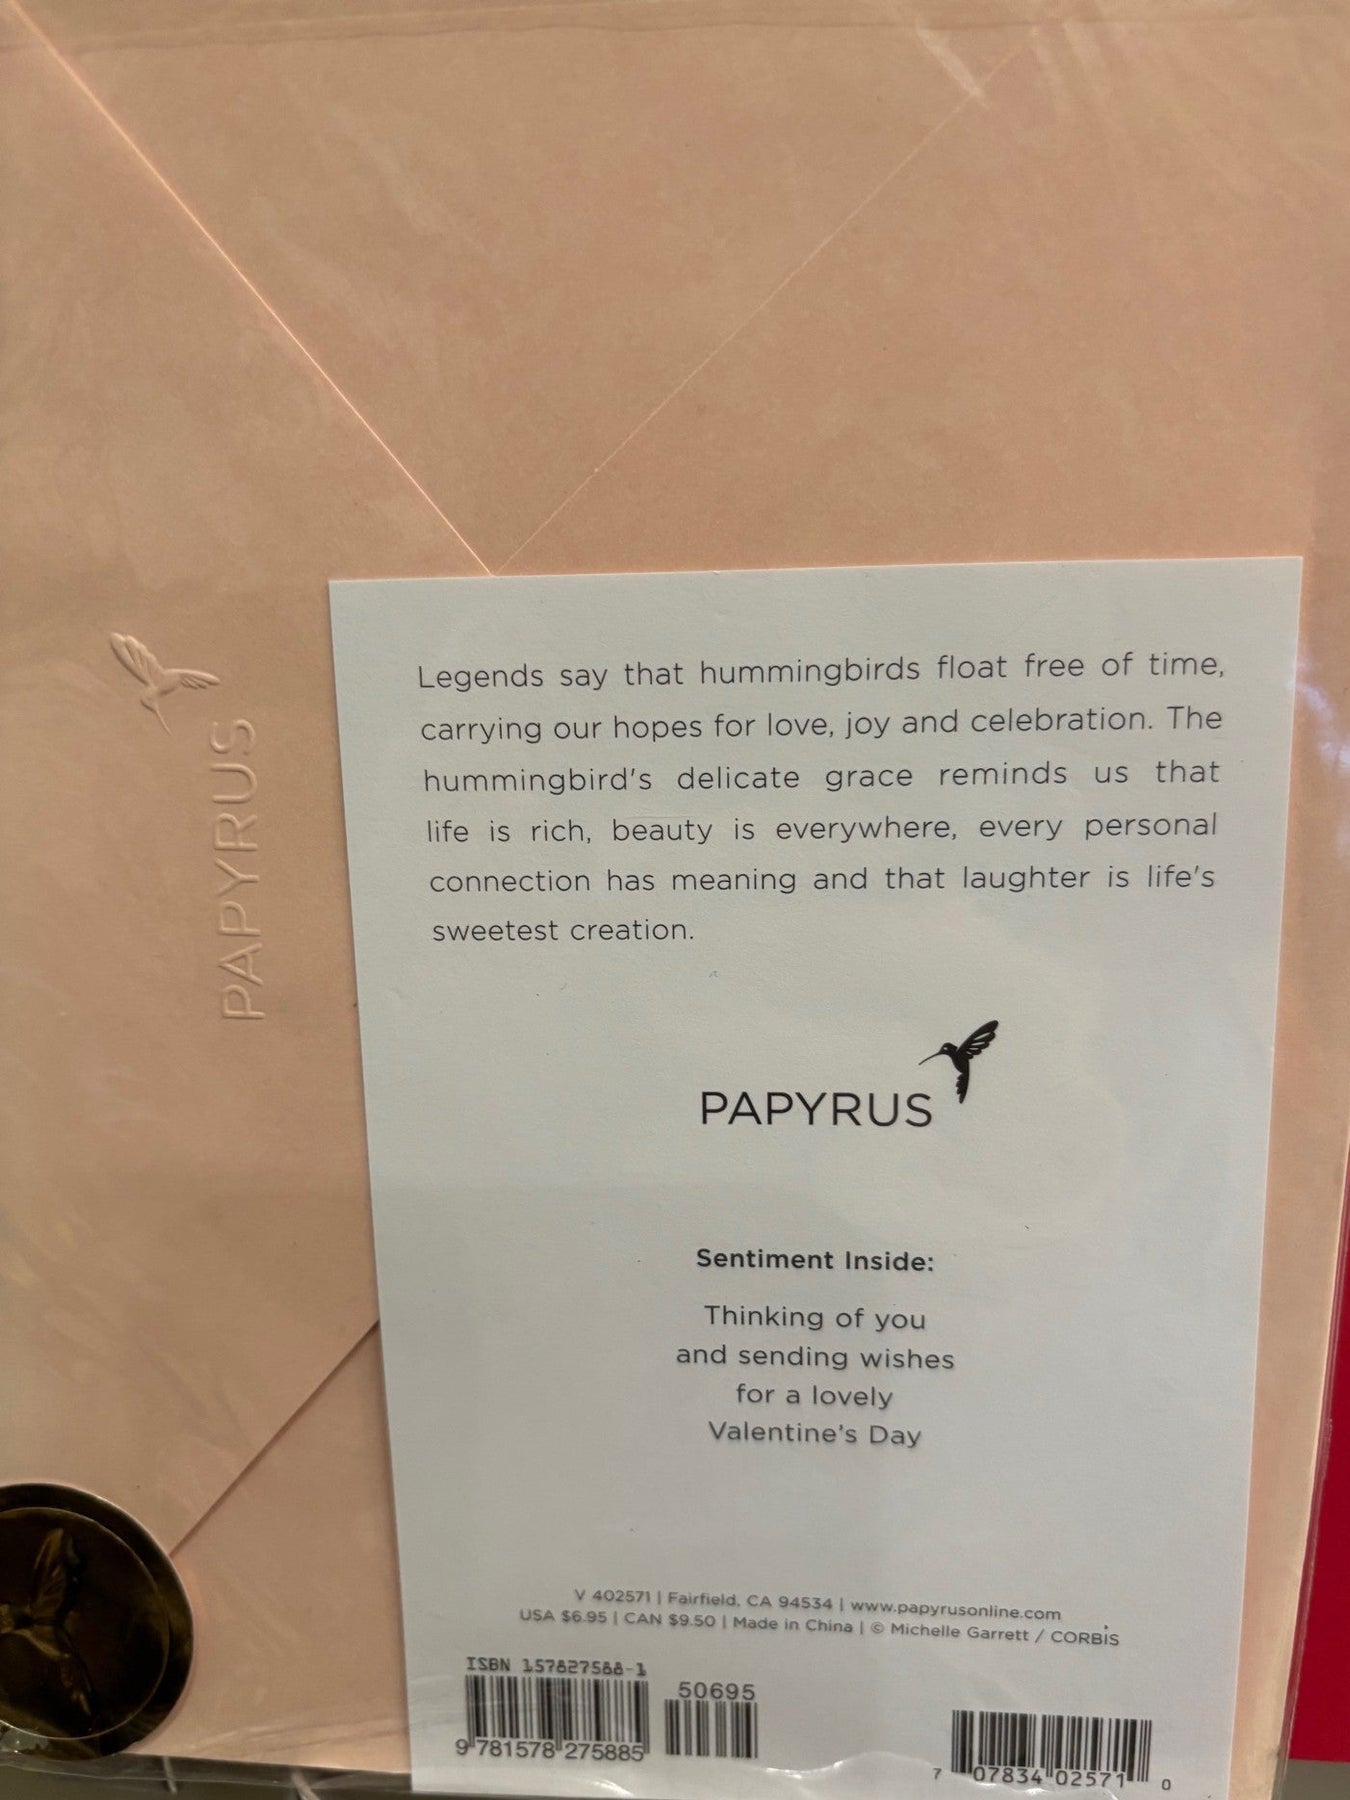 PAPYRUS
Legends say that hummingbirds float free of time,
carrying our hopes for love, joy and celebration. The
hummingbird's delicate grace reminds us that
life is rich, beauty is everywhere, every personal
connection has meaning and that laughter is life's
sweetest creation.
PAPYRUS
Sentiment Inside:
Thinking of you
and sending wishes
for a lovely
Valentine's Day
V 402571 | Fairfield, CA 94534 | www.papyrusonline.com
USA $6.95 | CAN $9.50 | Made in China | © Michelle Garrett / CORBIS
ISBN 157827588-1
50695
9 781578 275885
7 07834 02571 0